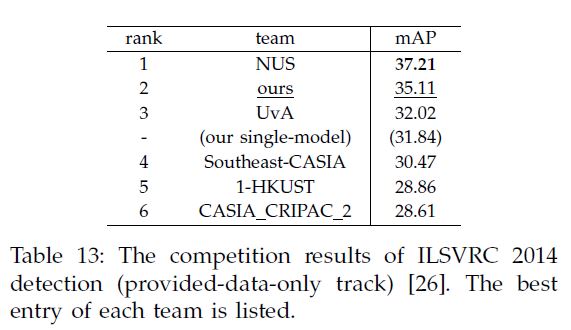 rank team mAP
1 NUS 37.21
2 ours 35.11
3 UvA 32.02
- (our single-model) (31.84)
4 Southeast-CASIA 30.47
5 1-HKUST 28.86
6 CASIA_CRIPAC_2 28.61
Table 13: The competition results of ILSVRC 2014
detection (provided-data-only track) [26]. The best
entry of each team is listed.